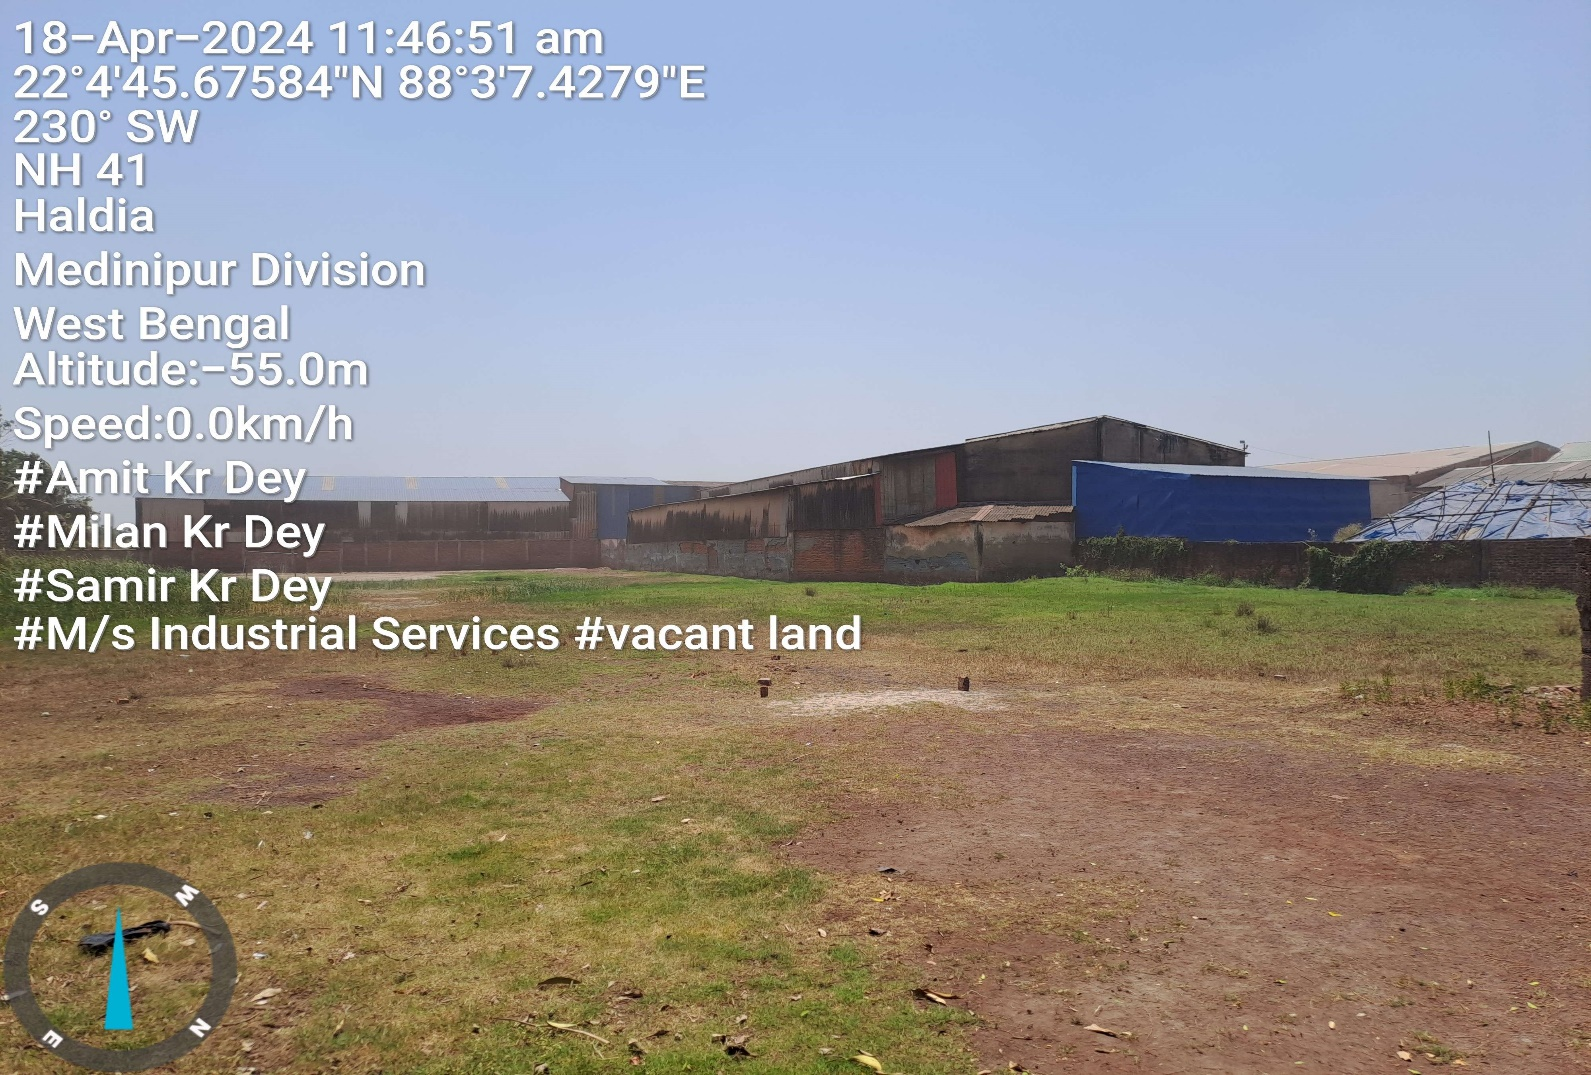 18-Apr-2024 11:46:51 am
22°4'45.67584"N 88°3'7.4279"E
230° SW
NH 41
Haldia
Medinipur Division
West Bengal
Altitude:-55.0m
Speed:0.0km/h
#Amit Kr Dey
#Milan Kr Dey
#Samir Kr Dey
#M/s Industrial Services #vacant land
S
W
E
N